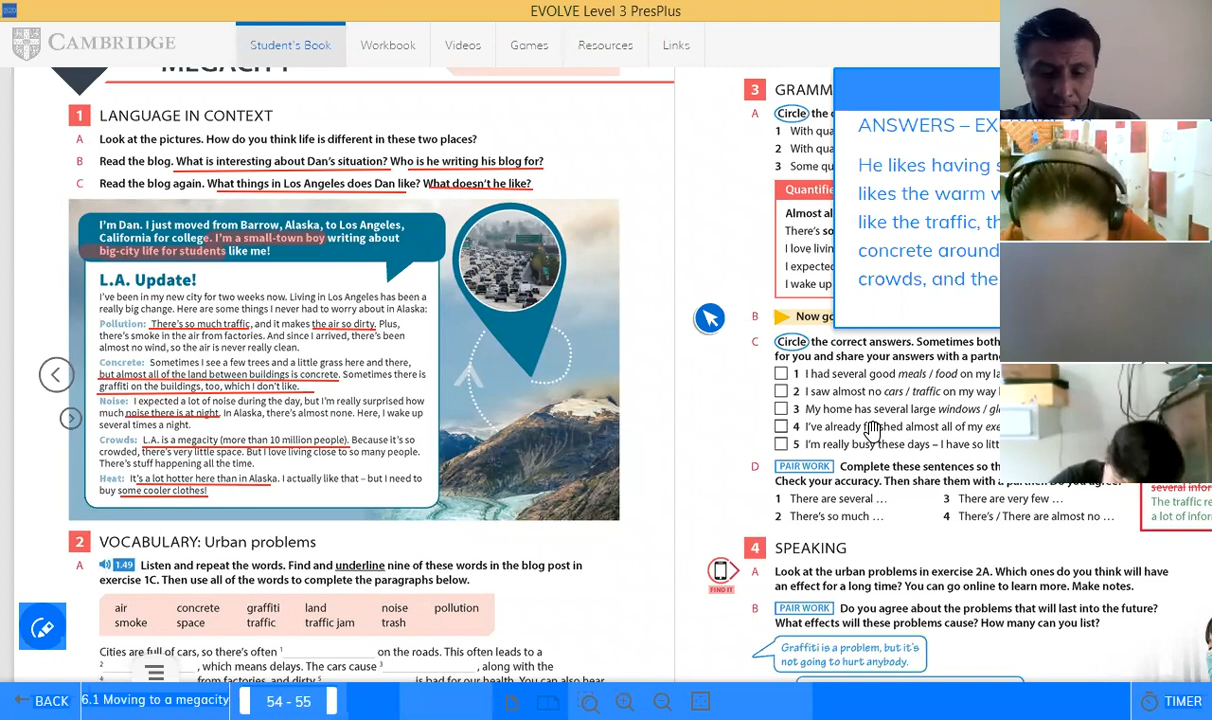 EVOLVE Level 3 PresPlus
CAMBRIDGE
Student's Book
Workbook
Videos
Games
Resources
Links
1 LANGUAGE IN CONTEXT
A Look at the pictures. How do you think life is different in these two places?
B Read the blog. What is interesting about Dan's situation? Who is he writing his blog for?
C Read the blog again. What things in Los Angeles does Dan like? What doesn't he like?
I'm Dan. I just moved from Barrow, Alaska, to Los Angeles,
California for college. I'm a small-town boy writing about
big-city life for students like me!
L.A. Update!
I've been in my new city for two weeks now. Living in Los Angeles has been a
really big change. Here are some things I never had to worry about in Alaska:
Pollution: There's so much traffic, and it makes the air so dirty. Plus,
there's smoke in the air from factories. And since I arrived, there's been
almost no wind, so the air is never really clean.
Concrete: Sometimes I see a few trees and a little grass here and there,
but almost all of the land between buildings is concrete. Sometimes there is
graffiti on the buildings, too, which I don't like.
Noise: I expected a lot of noise during the day, but I'm really surprised how
much noise there is at night. In Alaska, there's almost none. Here, I wake up
several times a night.
Crowds: L.A. is a megacity (more than 10 million people). Because it's so
crowded, there's very little space. But I love living close to so many people.
There's stuff happening all the time.
Heat: It's a lot hotter here than in Alaska. I actually like that – but I need to
buy some cooler clothes!
2 VOCABULARY: Urban problems
A 1.49 Listen and repeat the words. Find and underline nine of these words in the blog post in
exercise 1C. Then use all of the words to complete the paragraphs below.
air concrete graffiti land noise pollution
smoke space traffic traffic jam trash
Cities are full of cars, so there's often 1 on the roads. This often leads to a
2 , which means delays. The cars cause 3 , along with the
4 from factories, and dirty 5 is bad for our health. You can also hear
3 GRAMM
A Circle the
1 With qua
2 With qua
3 Some qu
Quantifie
Almost al
There's so
I love livin
I expected
I wake up
ANSWERS – EX
He likes having s
likes the warm w
like the traffic, th
concrete around
crowds, and the
B Now go
C Circle the correct answers. Sometimes both
for you and share your answers with a partn
1 I had several good meals / food on my la
2 I saw almost no cars / traffic on my way
3 My home has several large windows / gl
4 I've already finished almost all of my exe
5 I'm really busy these days – I have so litt
D PAIR WORK Complete these sentences so th
Check your accuracy. Then share them with a
1 There are several … 3 There are very few …
2 There's so much … 4 There's / There are almost no …
several infor
The traffic re
a lot of infor
4 SPEAKING
FIND IT
A Look at the urban problems in exercise 2A. Which ones do you think will have
an effect for a long time? You can go online to learn more. Make notes.
B PAIR WORK Do you agree about the problems that will last into the future?
What effects will these problems cause? How many can you list?
Graffiti is a problem, but it's
not going to hurt anybody.
BACK
6.1 Moving to a megacity
54 - 55
TIMER